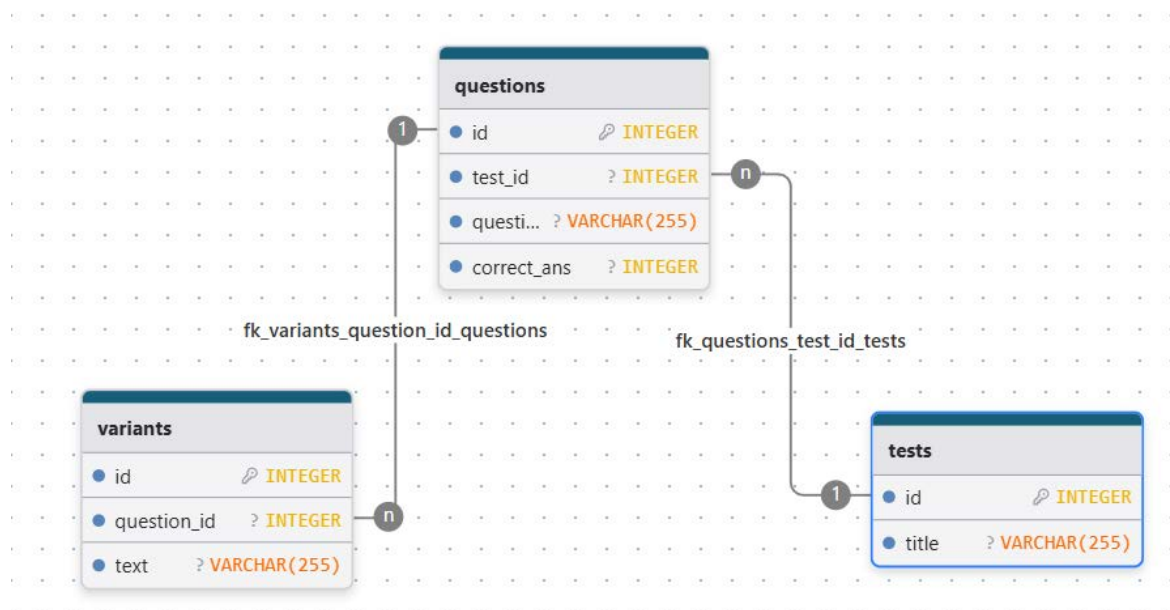 questions
1
id INTEGER
n
test_id ? INTEGER
questi... ? VARCHAR(255)
correct_ans ? INTEGER
fk_variants_question_id_questions
fk_questions_test_id_tests
variants
id INTEGER
question_id ? INTEGER
n
text ? VARCHAR(255)
tests
1
id INTEGER
title ? VARCHAR(255)